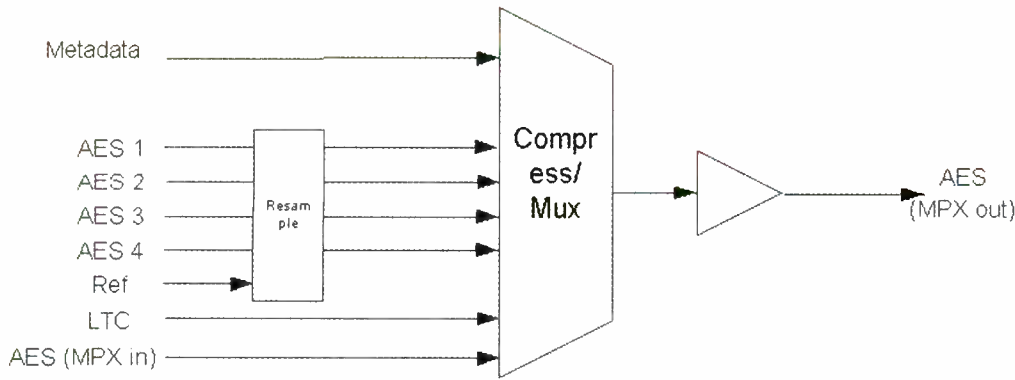 Metadata
AES 1
AES 2
AES 3
AES 4
Ref
LTC
AES (MPX in)
Resam
ple
Compr
ess/
Mux
AES
(MPX out)